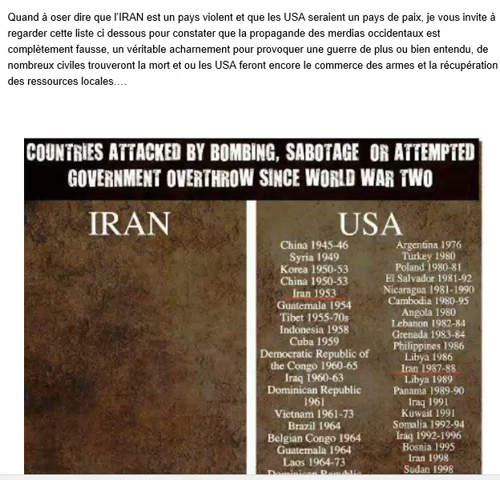 Quand à oser dire que l'IRAN est un pays violent et que les USA seraient un pays de paix, je vous invite à
regarder cette liste ci dessous pour constater que la propagande des merdias occidentaux est
complètement fausse, un véritable acharnement pour provoquer une guerre de plus ou bien entendu, de
nombreux civiles trouveront la mort et ou les USA feront encore le commerce des armes et la récupération
des ressources locales….
COUNTRIES ATTACKED BY BOMBING, SABOTAGE OR ATTEMPTED
GOVERNMENT OVERTHROW SINCE WORLD WAR TWO
IRAN
USA
China 1945-46
Syria 1949
Korea 1950-53
China 1950-53
Iran 1953
Guatemala 1954
Tibet 1955-70s
Indonesia 1958
Cuba 1959
Democratic Republic of
the Congo 1960-65
Iraq 1960-63
Dominican Republic
1961
Vietnam 1961-73
Brazil 1964
Belgian Congo 1964
Guatemala 1964
Laos 1964-73
Dominican Republic
Argentina 1976
Turkey 1980
Poland 1980-81
El Salvador 1981-92
Nicaragua 1981-1990
Cambodia 1980-95
Angola 1980
Lebanon 1982-84
Grenada 1983-84
Philippines 1986
Libya 1986
Iran 1987-88
Libya 1989
Panama 1989-90
Iraq 1991
Kuwait 1991
Somalia 1992-94
Iraq 1992-1996
Bosnia 1995
Iran 1998
Sudan 1998